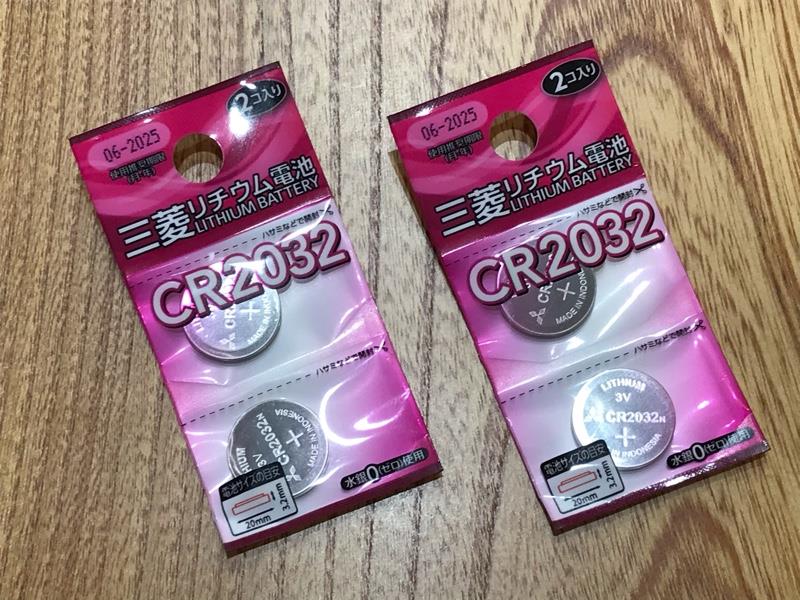 2コ入り
06-2025
使用推奨期限
(月-年)
三菱リチウム電池
LITHIUM BATTERY
ハサミなどで開封
CR2032
CR
MADE IN
ハサミなどで開封
MADE IN INDONESIA
CR2032N
3V
電池サイズの目安
3.2mm
20mm
水銀0(ゼロ)使用
2コ入り
06-2025
使用推奨期限
(月-年)
三菱リチウム電池
LITHIUM BATTERY
ハサミなどで開封
CR2032
CR
MADE IN INDONE
ハサミなどで開封
LITHIUM
3V
CR2032N
IN INDONESIA
電池サイズの目安
3.2mm
20mm
水銀0(ゼロ)使用